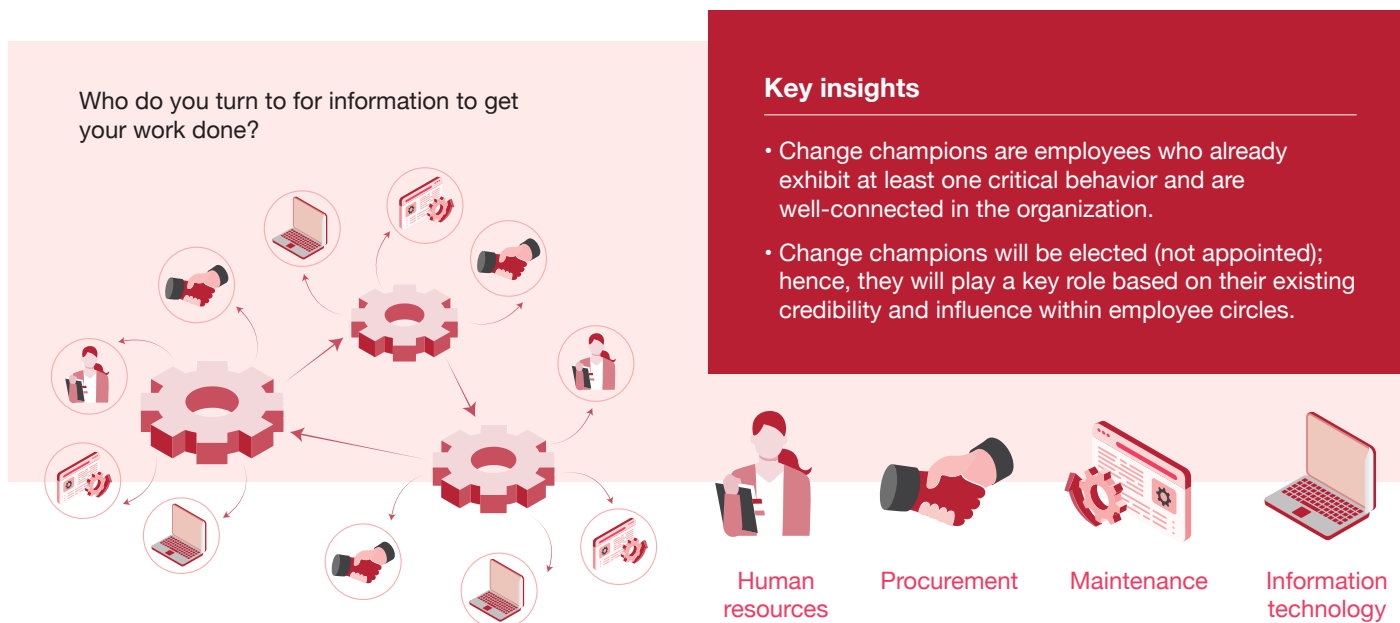 Who do you turn to for information to get
your work done?
Key insights
• Change champions are employees who already
exhibit at least one critical behavior and are
well-connected in the organization.
• Change champions will be elected (not appointed);
hence, they will play a key role based on their existing
credibility and influence within employee circles.
Human
resources
Procurement
Maintenance
Information
technology